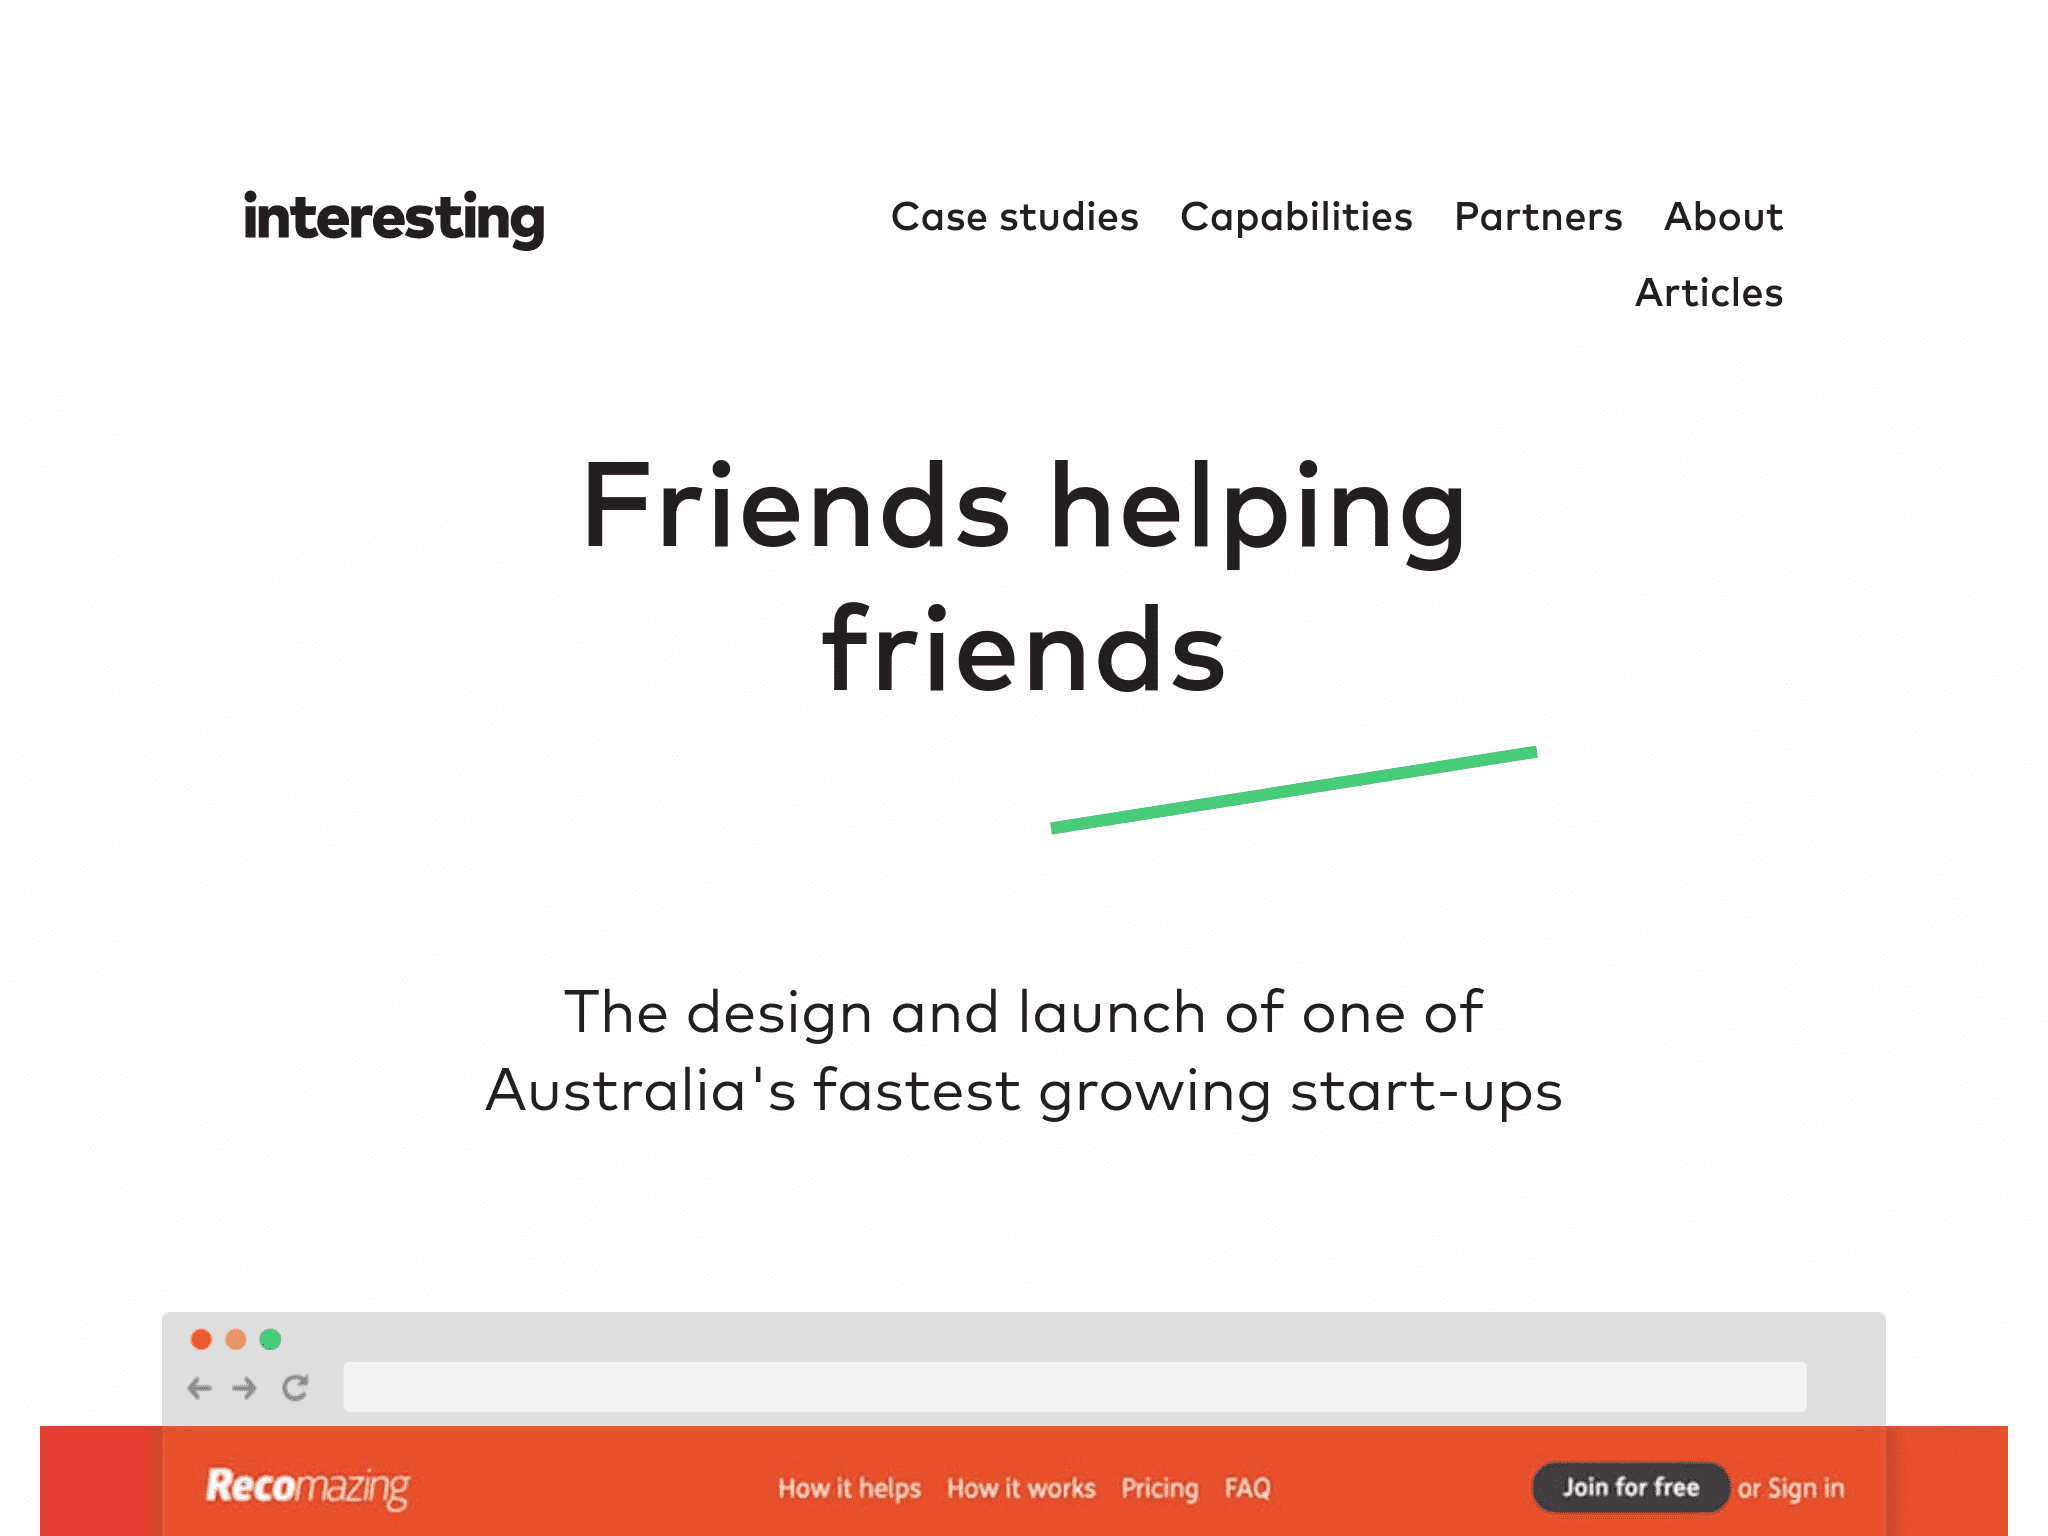 interesting
Case studies Capabilities Partners About
Articles
Friends helping
friends
The design and launch of one of
Australia's fastest growing start-ups
Recomazing
How it helps How it works Pricing FAQ
Join for free or Sign in